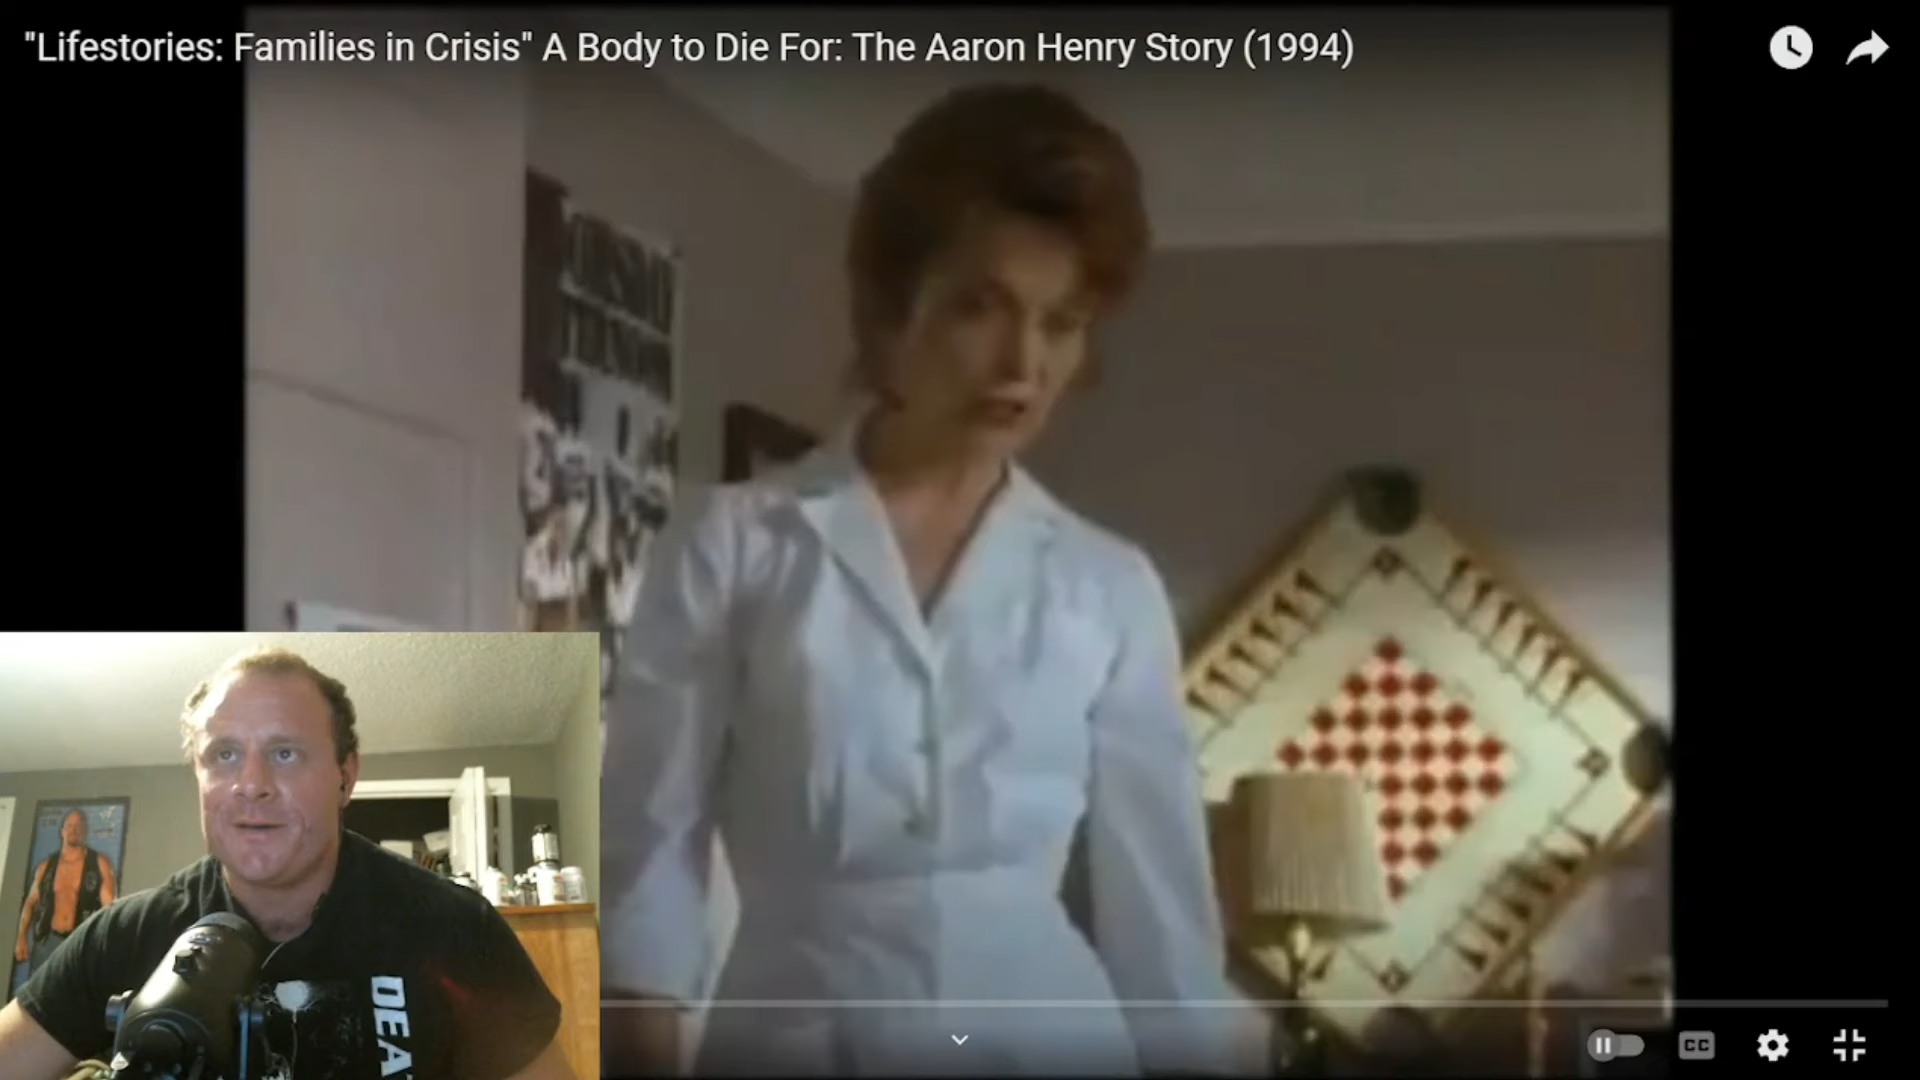 "Lifestories: Families in Crisis" A Body to Die For: The Aaron Henry Story (1994)
DEA
CC